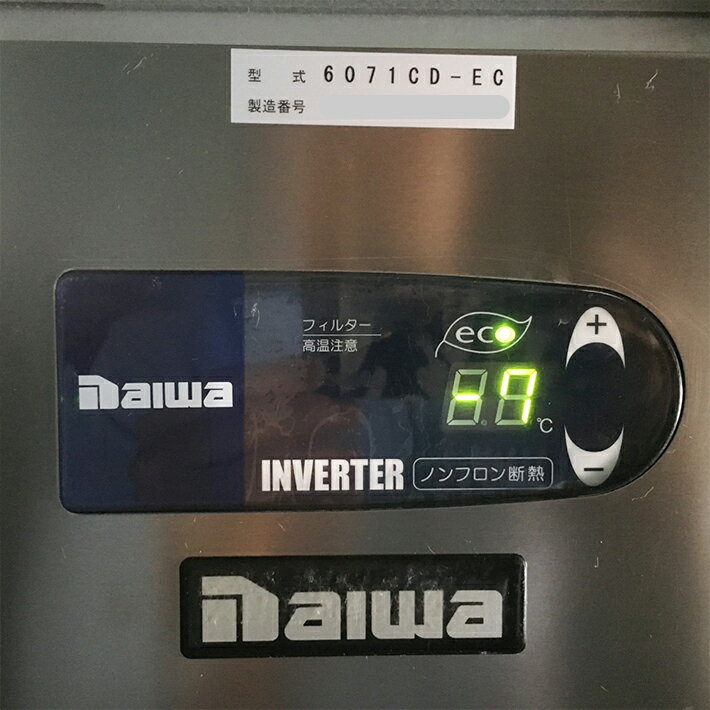 型 式 6071CD-EC
製造番号
フィルター
高温注意
eco
-7
℃
+
-
Daiwa
INVERTER ノンフロン断熱
Daiwa